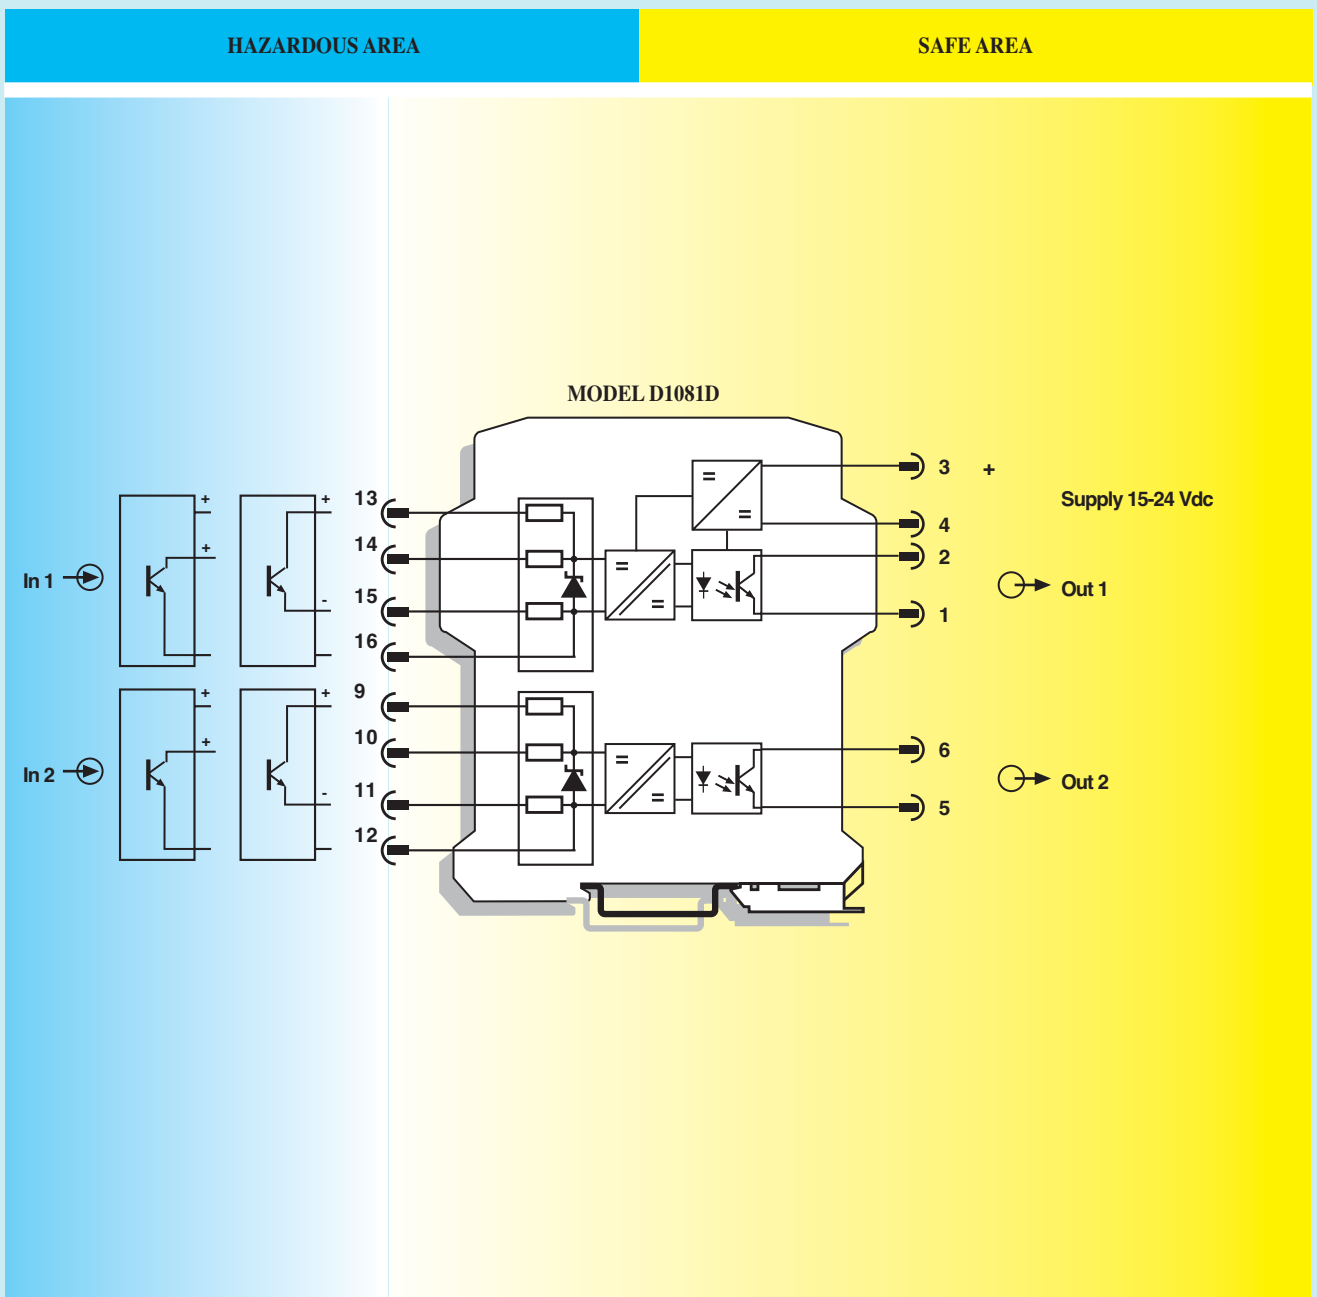 HAZARDOUS AREA
SAFE AREA
MODEL D1081D
3 +
Supply 15-24 Vdc
4
2
Out 1
1
+ + 13
+ 14
In 1
- 15
16
+ + 9
+ 10
In 2
- 11
12
6
Out 2
5